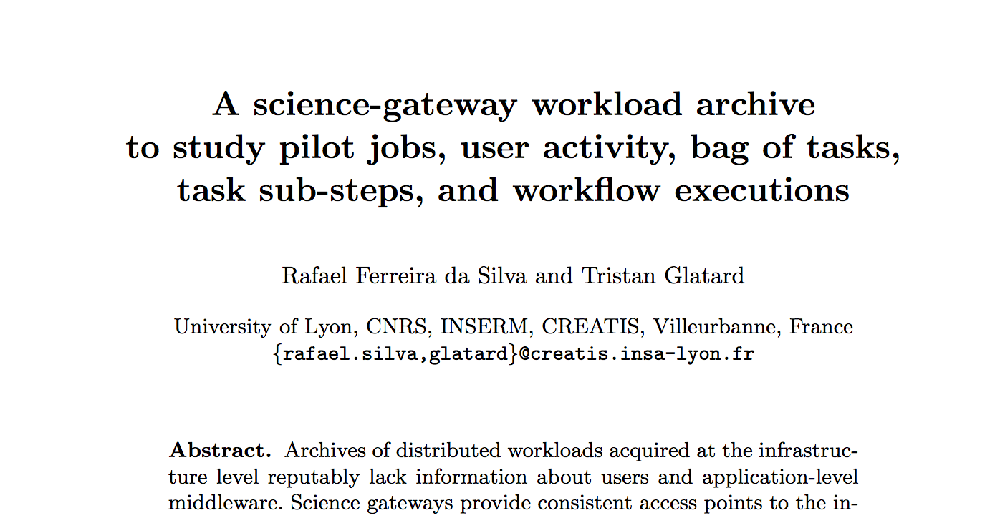 A science-gateway workload archive
to study pilot jobs, user activity, bag of tasks,
task sub-steps, and workflow executions
Rafael Ferreira da Silva and Tristan Glatard
University of Lyon, CNRS, INSERM, CREATIS, Villeurbanne, France
{rafael.silva,glatard}@creatis.insa-lyon.fr
Abstract. Archives of distributed workloads acquired at the infrastruc-
ture level reputably lack information about users and application-level
middleware. Science gateways provide consistent access points to the in-